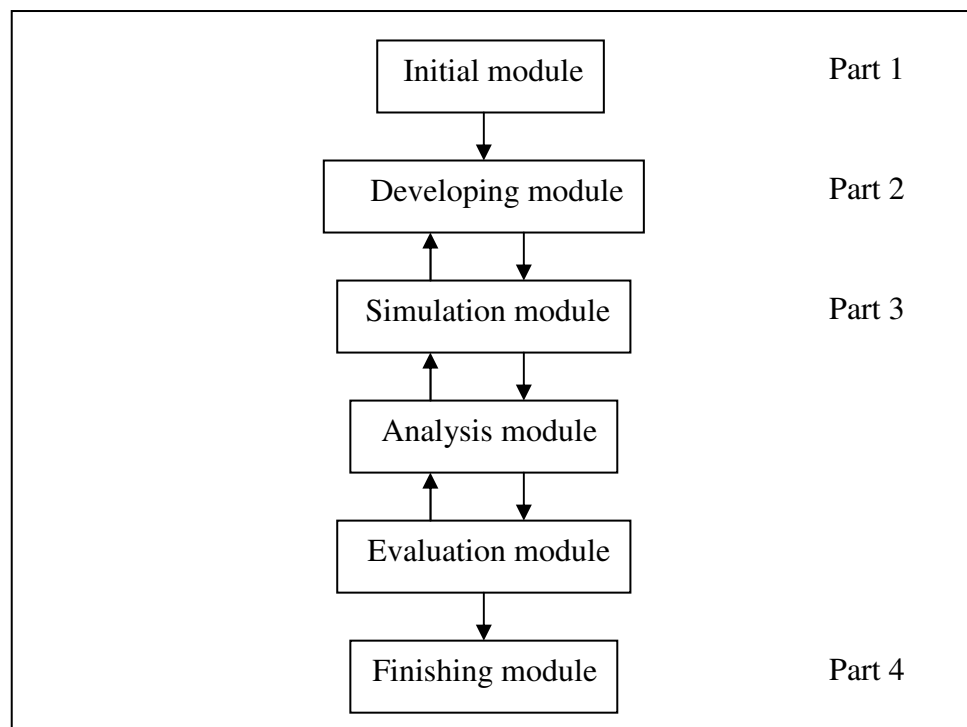 Initial module Part 1
Developing module Part 2
Simulation module Part 3
Analysis module
Evaluation module
Finishing module Part 4